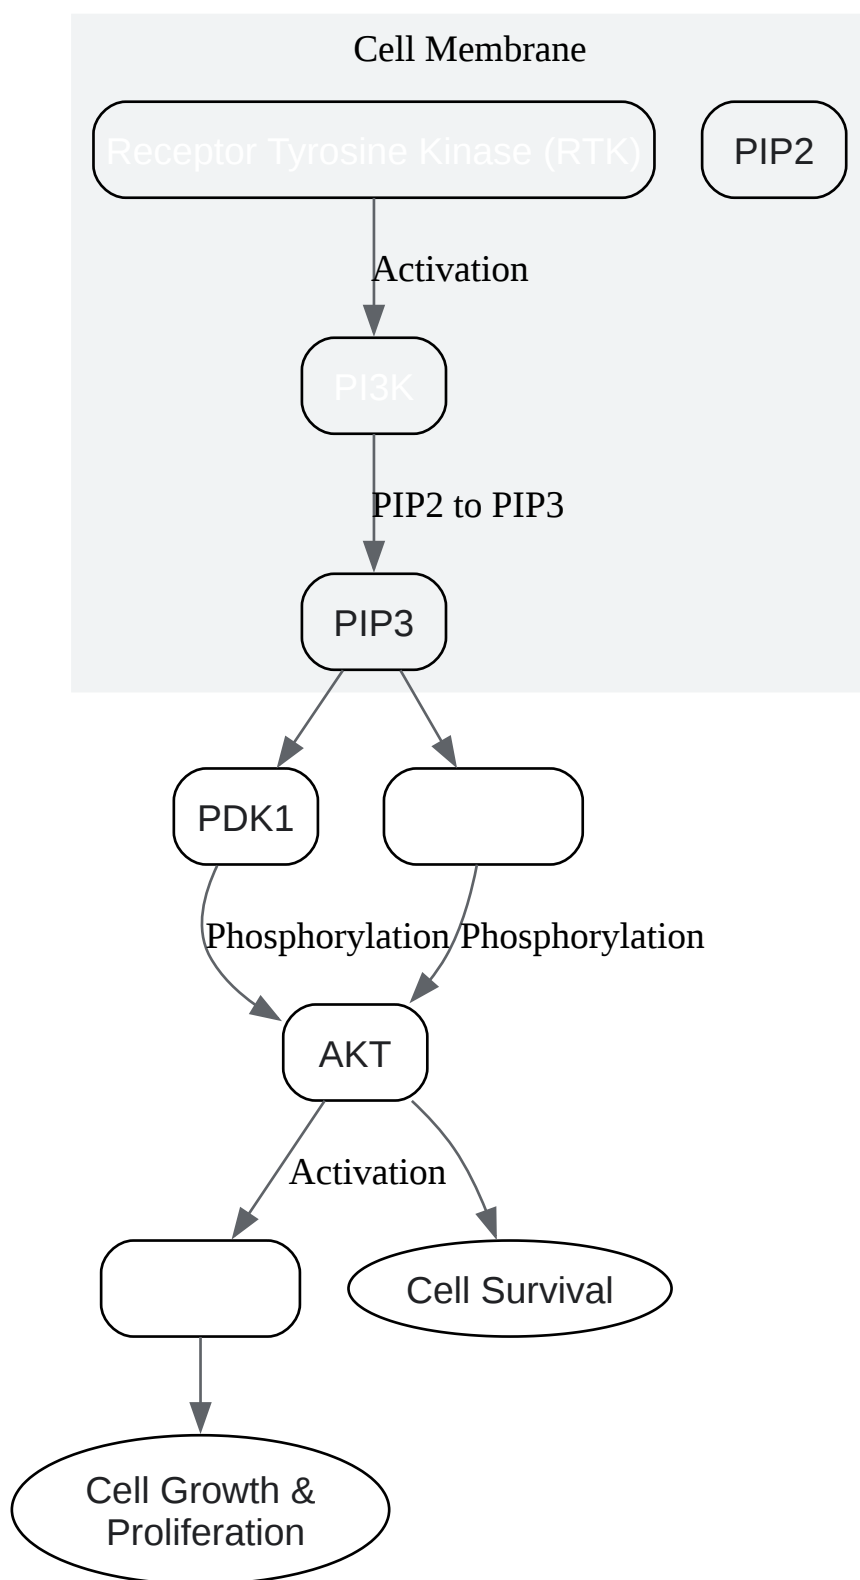 Cell Membrane
Receptor Tyrosine Kinase (RTK)
PIP2
Activation
PI3K
PIP2 to PIP3
PIP3
PDK1
Phosphorylation
Phosphorylation
AKT
Activation
Cell Survival
Cell Growth &
Proliferation